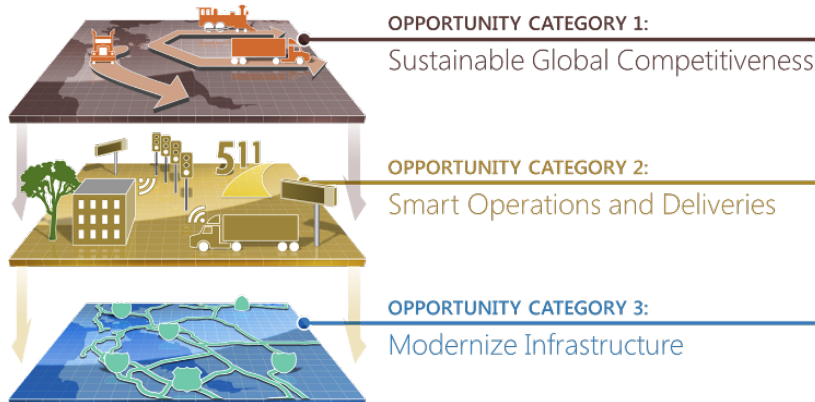 OPPORTUNITY CATEGORY 1:
Sustainable Global Competitiveness
511
OPPORTUNITY CATEGORY 2:
Smart Operations and Deliveries
OPPORTUNITY CATEGORY 3:
Modernize Infrastructure